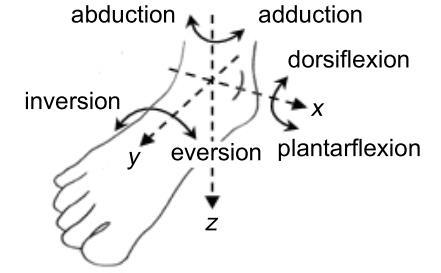 abduction adduction
dorsiflexion
inversion
x
y eversion plantarflexion
z